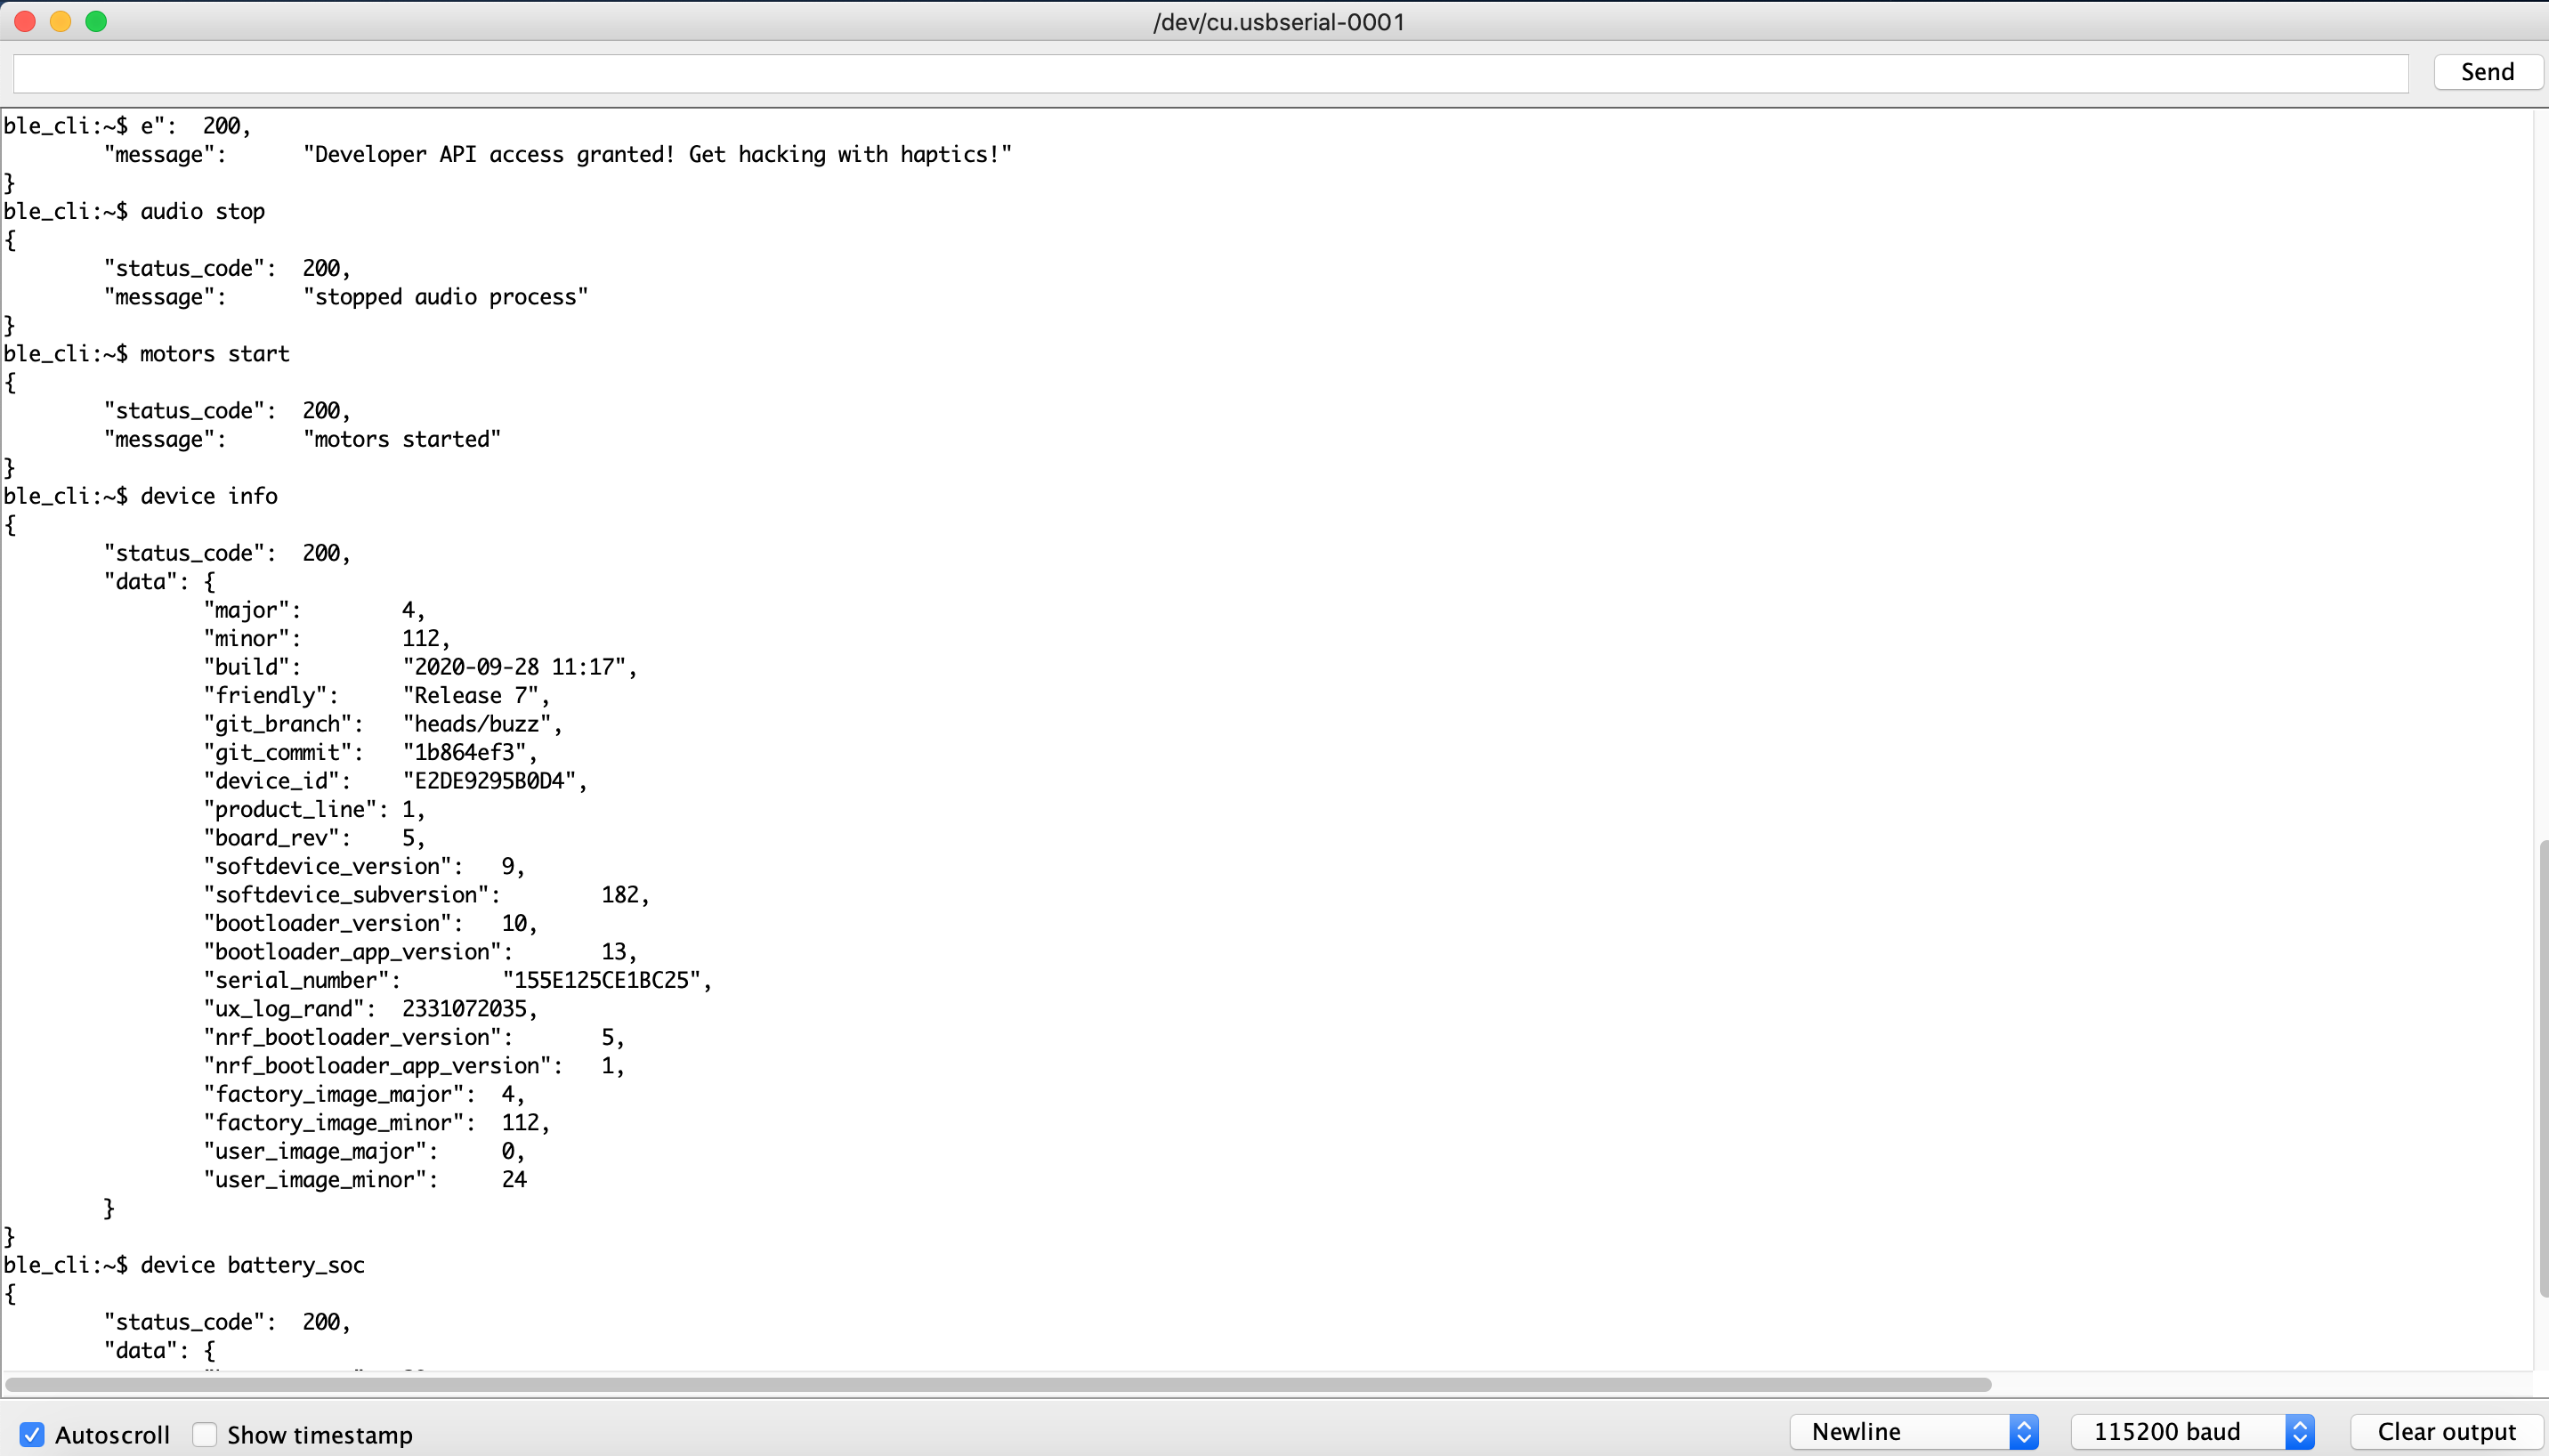 /dev/cu.usbserial-0001
Send
ble_cli:~$ e":  200,
"message":      "Developer API access granted! Get hacking with haptics!"
}
ble_cli:~$ audio stop
{
"status_code":  200,
"message":      "stopped audio process"
}
ble_cli:~$ motors start
{
"status_code":  200,
"message":      "motors started"
}
ble_cli:~$ device info
{
"status_code":  200,
"data": {
"major":        4,
"minor":        112,
"build":        "2020-09-28 11:17",
"friendly":     "Release 7",
"git_branch":   "heads/buzz",
"git_commit":   "1b864ef3",
"device_id":    "E2DE9295B0D4",
"product_line": 1,
"board_rev":    5,
"softdevice_version":   9,
"softdevice_subversion":        182,
"bootloader_version":   10,
"bootloader_app_version":       13,
"serial_number":        "155E125CE1BC25",
"ux_log_rand":  2331072035,
"nrf_bootloader_version":       5,
"nrf_bootloader_app_version":   1,
"factory_image_major":  4,
"factory_image_minor":  112,
"user_image_major":     0,
"user_image_minor":     24
}
}
ble_cli:~$ device battery_soc
{
"status_code":  200,
"data": {
Autoscroll
Show timestamp
Newline
115200 baud
Clear output